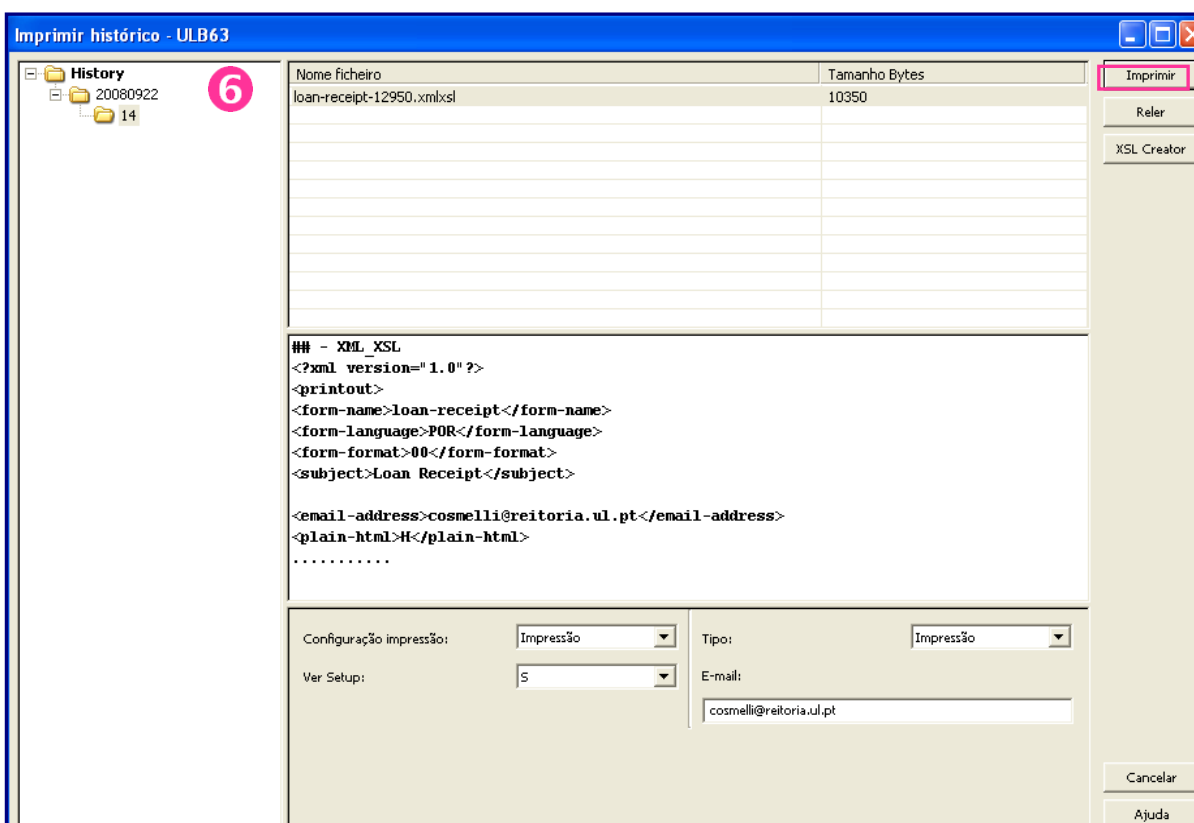 Imprimir histórico - ULB63
History
20080922
14
6
Nome ficheiro Tamanho Bytes
loan-receipt-12950.xmlxsl 10350
Imprimir
Reler
XSL Creator
## - XML_XSL
<?xml version="1.0"?>
<printout>
<form-name>loan-receipt</form-name>
<form-language>POR</form-language>
<form-format>00</form-format>
<subject>Loan Receipt</subject>
<email-address>cosmelli@reitoria.ul.pt</email-address>
<plain-html>H</plain-html>
...........
Configuração impressão: Impressão Tipo: Impressão
Ver Setup: S E-mail:
cosmelli@reitoria.ul.pt
Cancelar
Ajuda